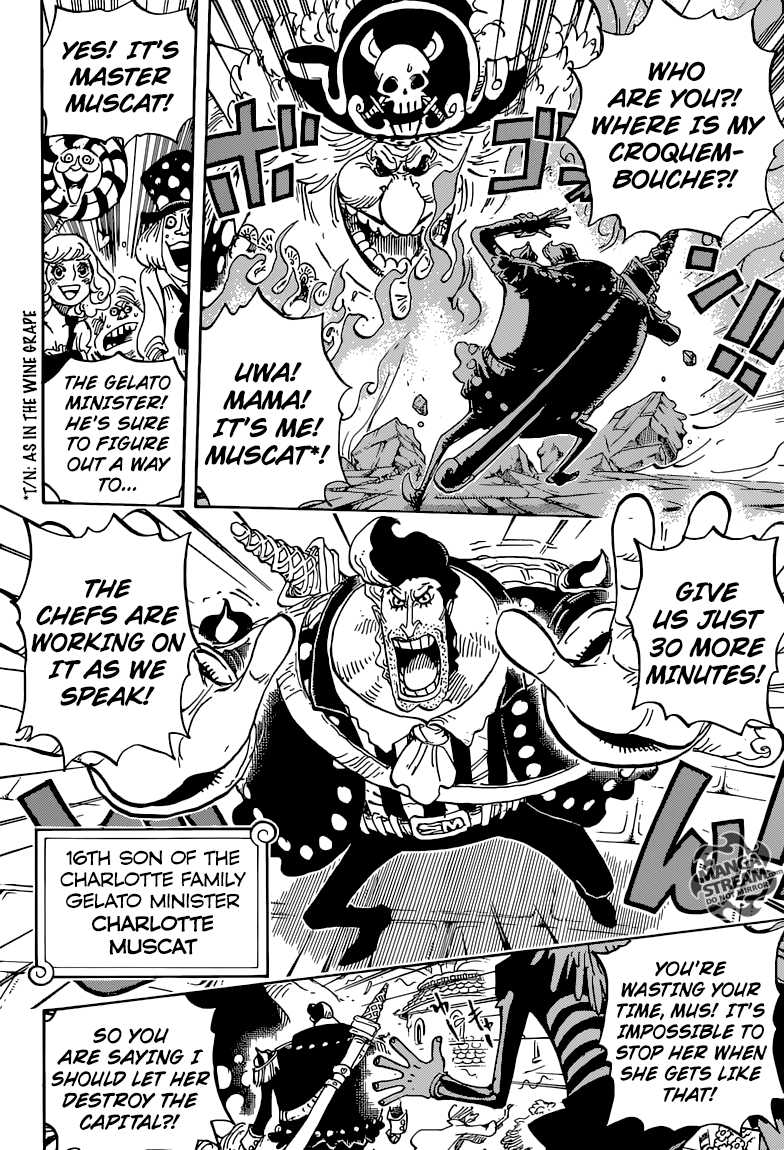 WHO
ARE YOU?!
WHERE IS MY
CROQUEM-
BOUCHE?!
ゴ
ボ
UWA!
MAMA!
IT'S ME!
MUSCAT*!
YES! IT'S
MASTER
MUSCAT!
THE GELATO
MINISTER!
HE'S SURE
TO FIGURE
OUT A WAY
TO...
*T/N: AS IN THE WINE GRAPE
GIVE
US JUST
30 MORE
MINUTES!
THE
CHEFS ARE
WORKING ON
IT AS WE
SPEAK!
16TH SON OF THE
CHARLOTTE FAMILY
GELATO MINISTER
CHARLOTTE
MUSCAT
MANGA
STREAM
DO NOT MIRROR
YOU'RE
WASTING YOUR
TIME, MUS! IT'S
IMPOSSIBLE TO
STOP HER WHEN
SHE GETS LIKE
THAT!
SO YOU
ARE SAYING I
SHOULD LET HER
DESTROY THE
CAPITAL?!